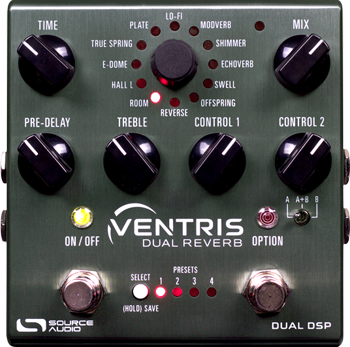 LO-FI
PLATE MODVERB
TIME MIX
TRUE SPRING SHIMMER
E-DOME ECHOVERB
HALL L SWELL
ROOM OFFSPRING
REVERSE
PRE-DELAY TREBLE CONTROL 1 CONTROL 2
A A+B B
VENTRIS
DUAL REVERB
ON / OFF OPTION
SELECT PRESETS
1 2 3 4
(HOLD) SAVE
SOURCE
AUDIO
DUAL DSP